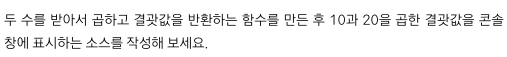 두 수를 받아서 곱하고 결괏값을 반환하는 함수를 만든 후 10과 20을 곱한 결괏값을 콘솔
창에 표시하는 소스를 작성해 보세요.